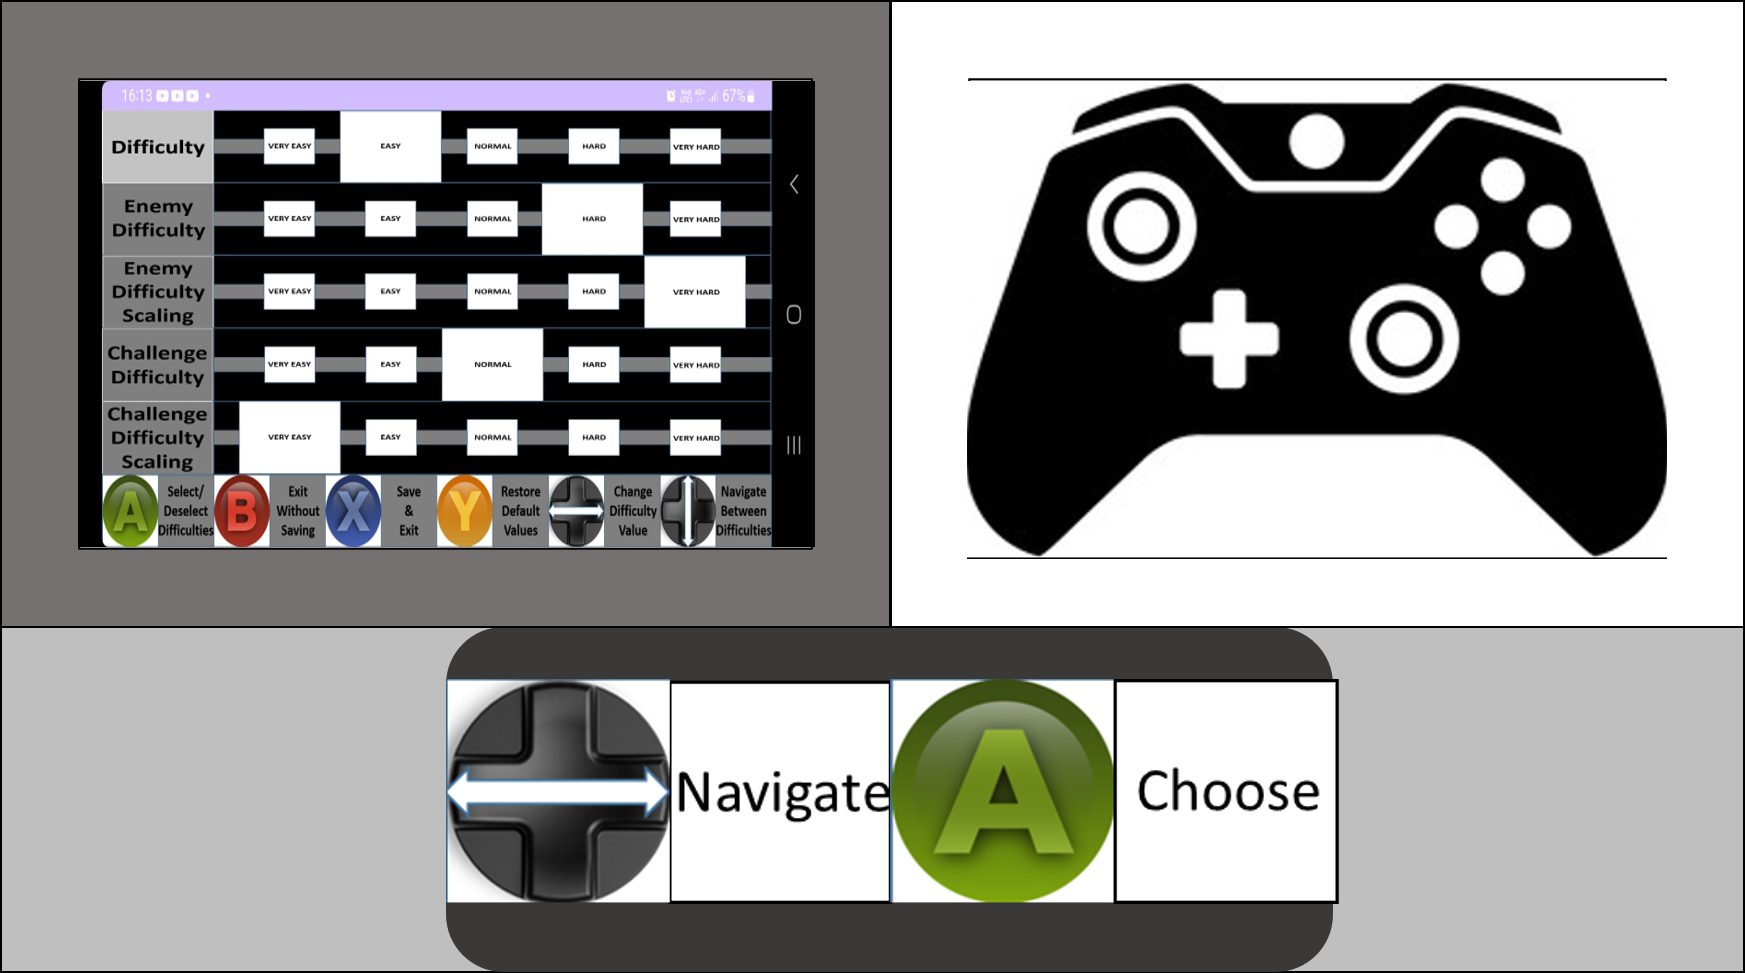 16:13
67%
Difficulty
VERY EASY EASY NORMAL HARD VERY HARD
Enemy
Difficulty
VERY EASY EASY NORMAL HARD VERY HARD
Enemy
Difficulty
Scaling
VERY EASY EASY NORMAL HARD VERY HARD
Challenge
Difficulty
VERY EASY EASY NORMAL HARD VERY HARD
Challenge
Difficulty
Scaling
VERY EASY EASY NORMAL HARD VERY HARD
A
Select/
Deselect
Difficulties
B
Exit
Without
Saving
X
Save
&
Exit
Y
Restore
Default
Values
Change
Difficulty
Value
Navigate
Between
Difficulties
Navigate
A
Choose